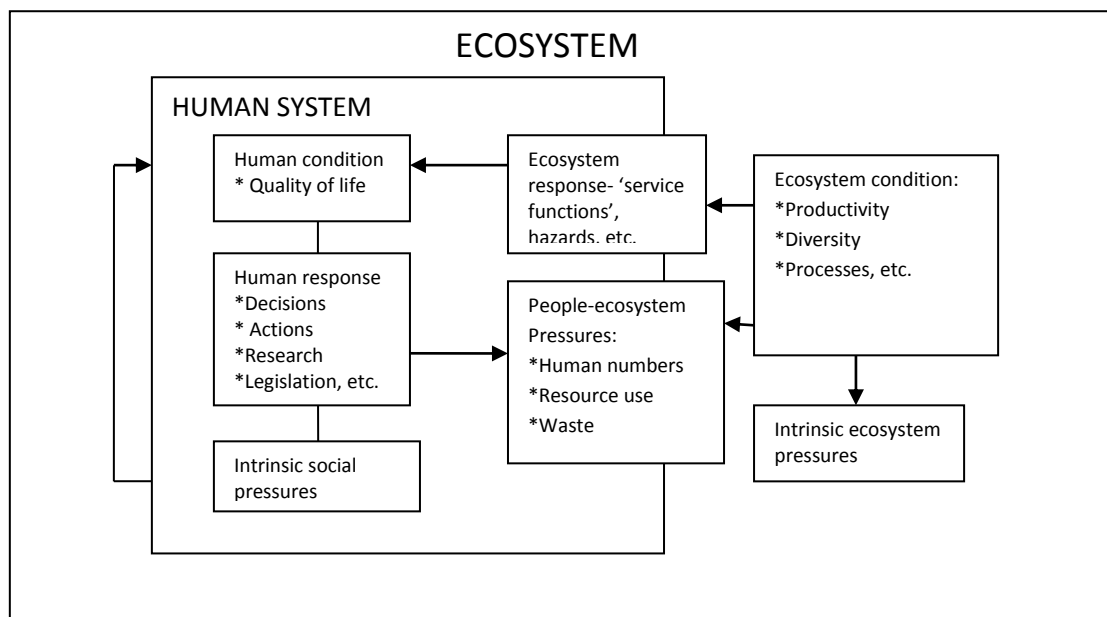 ECOSYSTEM
HUMAN SYSTEM
Human condition
* Quality of life
Ecosystem
response- ‘service
functions’,
hazards, etc.
Ecosystem condition:
*Productivity
*Diversity
*Processes, etc.
Human response
*Decisions
* Actions
*Research
*Legislation, etc.
People-ecosystem
Pressures:
*Human numbers
*Resource use
*Waste
Intrinsic social
pressures
Intrinsic ecosystem
pressures